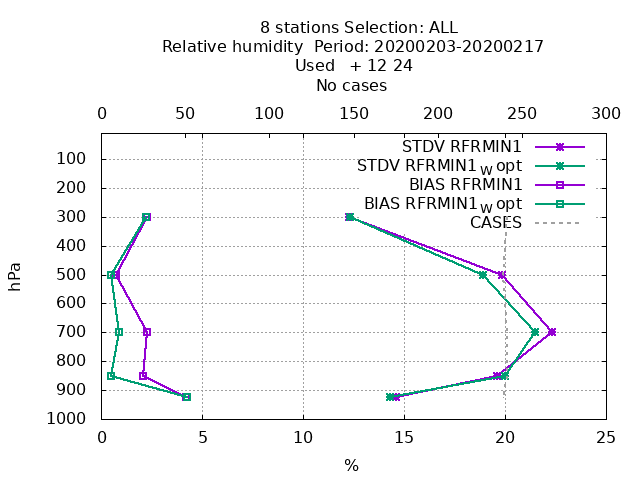 8 stations Selection: ALL
Relative humidity  Period: 20200203-20200217
Used   + 12 24
No cases
0 50 100 150 200 250 300
STDV RFRMIN1
STDV RFRMIN1W opt
BIAS RFRMIN1
BIAS RFRMIN1W opt
CASES
100
200
300
400
500
600
700
800
900
1000
hPa
0 5 10 15 20 25
%